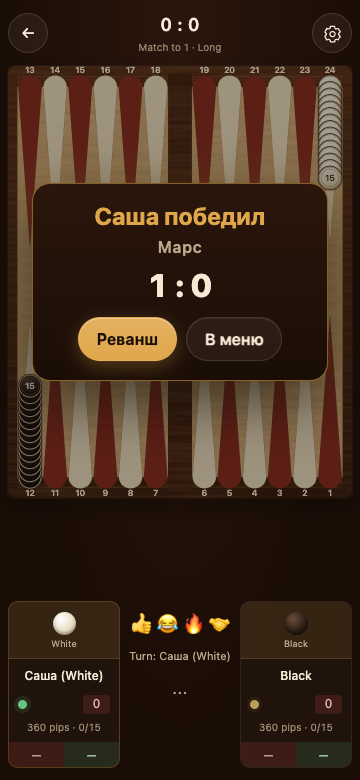 0 : 0
Match to 1 · Long
13 14 15 16 17 18 19 20 21 22 23 24
15
Саша победил
Марс
1 : 0
Реванш В меню
15
12 11 10 9 8 7 6 5 4 3 2 1
👍 😂 🔥 🤝
White Black
Turn: Саша (White)
Саша (White) Black
...
0 0
360 pips · 0/15 360 pips · 0/15
– – – –